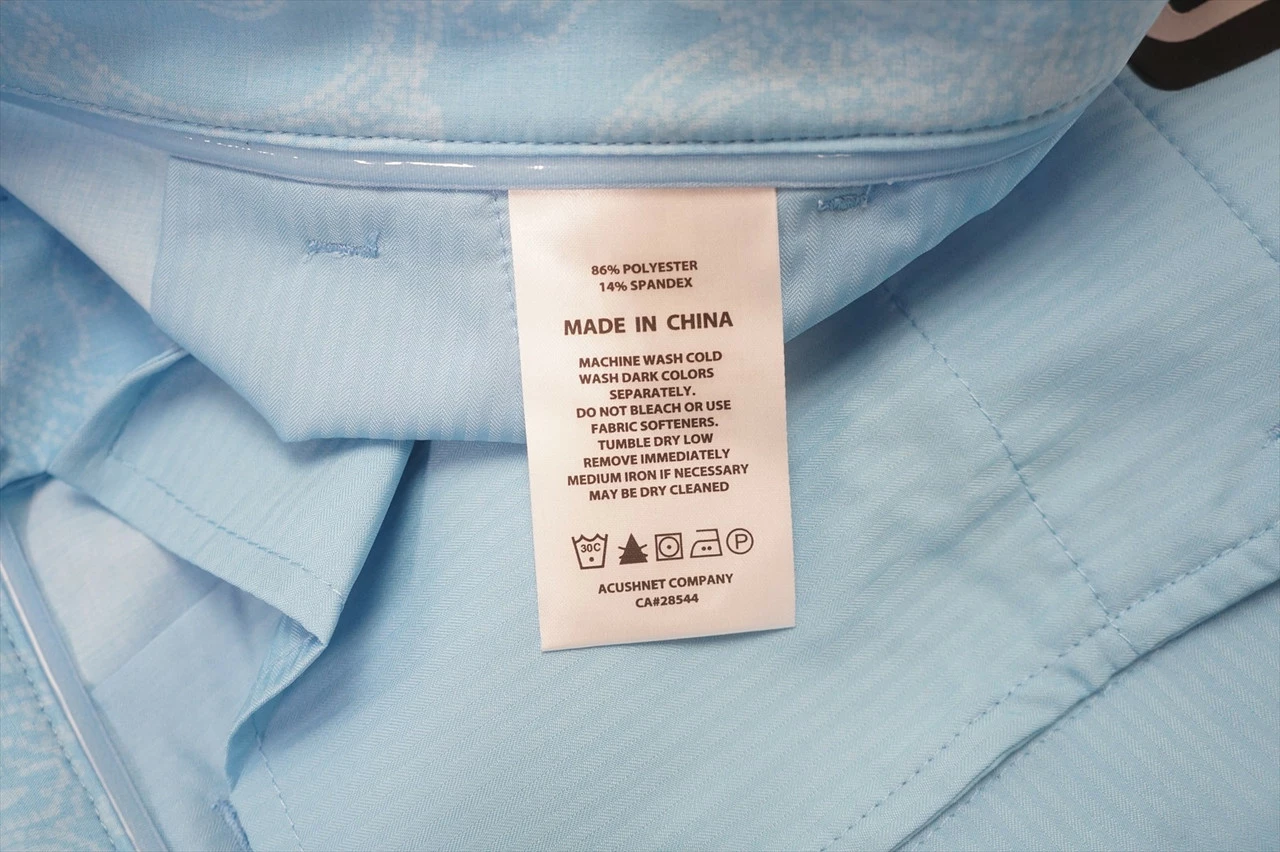 86% POLYESTER
14% SPANDEX
MADE IN CHINA
MACHINE WASH COLD
WASH DARK COLORS
SEPARATELY.
DO NOT BLEACH OR USE
FABRIC SOFTENERS.
TUMBLE DRY LOW
REMOVE IMMEDIATELY
MEDIUM IRON IF NECESSARY
MAY BE DRY CLEANED
30C P
ACUSHNET COMPANY
CA#28544